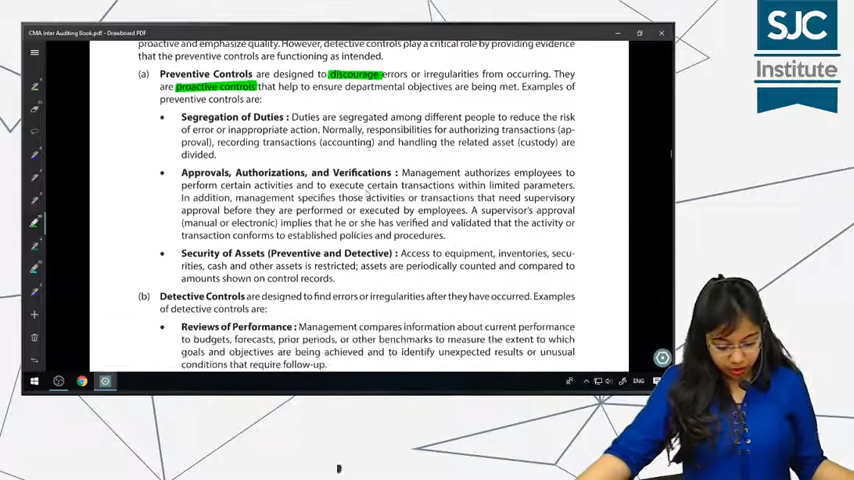 CMA Inter Auditing Book.pdf - Drawboard PDF
SJC
Institute
proactive and emphasize quality. However, detective controls play a critical role by providing evidence
that the preventive controls are functioning as intended.
(a) Preventive Controls are designed to discourage errors or irregularities from occurring. They
are proactive controls that help to ensure departmental objectives are being met. Examples of
preventive controls are:
• Segregation of Duties : Duties are segregated among different people to reduce the risk
of error or inappropriate action. Normally, responsibilities for authorizing transactions (ap-
proval), recording transactions (accounting) and handling the related asset (custody) are
divided.
• Approvals, Authorizations, and Verifications : Management authorizes employees to
perform certain activities and to execute certain transactions within limited parameters.
In addition, management specifies those activities or transactions that need supervisory
approval before they are performed or executed by employees. A supervisor's approval
(manual or electronic) implies that he or she has verified and validated that the activity or
transaction conforms to established policies and procedures.
• Security of Assets (Preventive and Detective) : Access to equipment, inventories, secu-
rities, cash and other assets is restricted; assets are periodically counted and compared to
amounts shown on control records.
(b) Detective Controls are designed to find errors or irregularities after they have occurred. Examples
of detective controls are:
• Reviews of Performance : Management compares information about current performance
to budgets, forecasts, prior periods, or other benchmarks to measure the extent to which
goals and objectives are being achieved and to identify unexpected results or unusual
conditions that require follow-up.
ENG